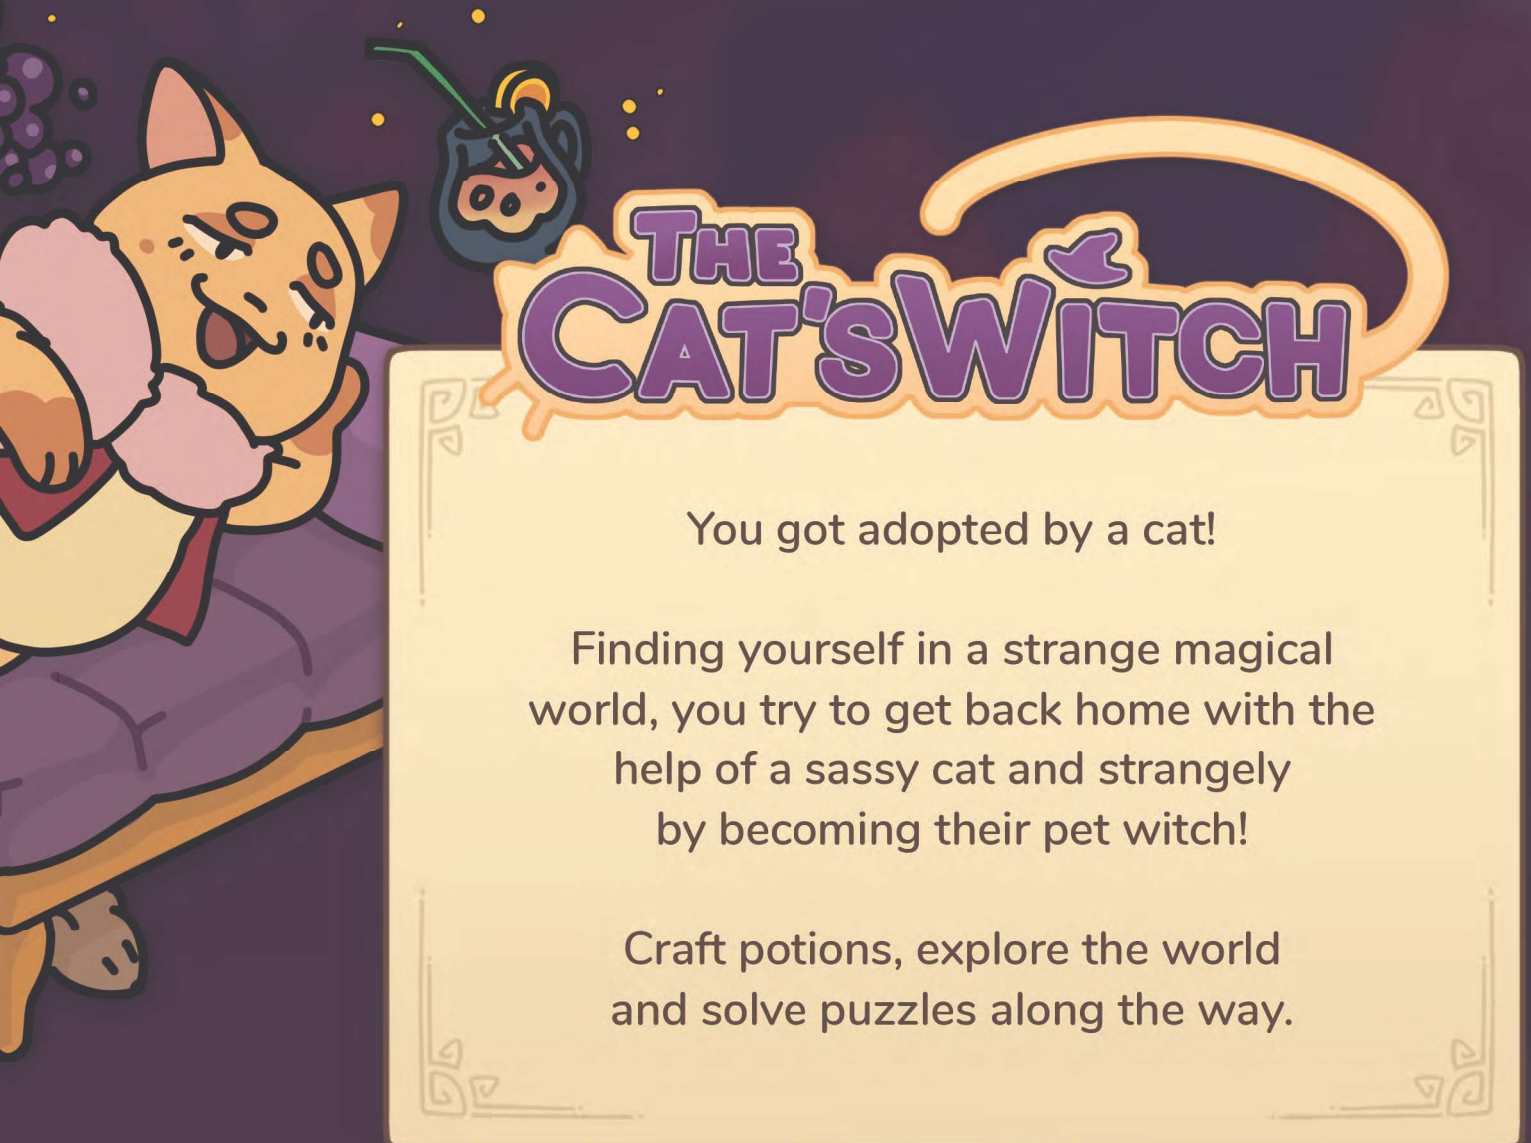 THE
CAT'S WITCH
You got adopted by a cat!
Finding yourself in a strange magical
world, you try to get back home with the
help of a sassy cat and strangely
by becoming their pet witch!
Craft potions, explore the world
and solve puzzles along the way.